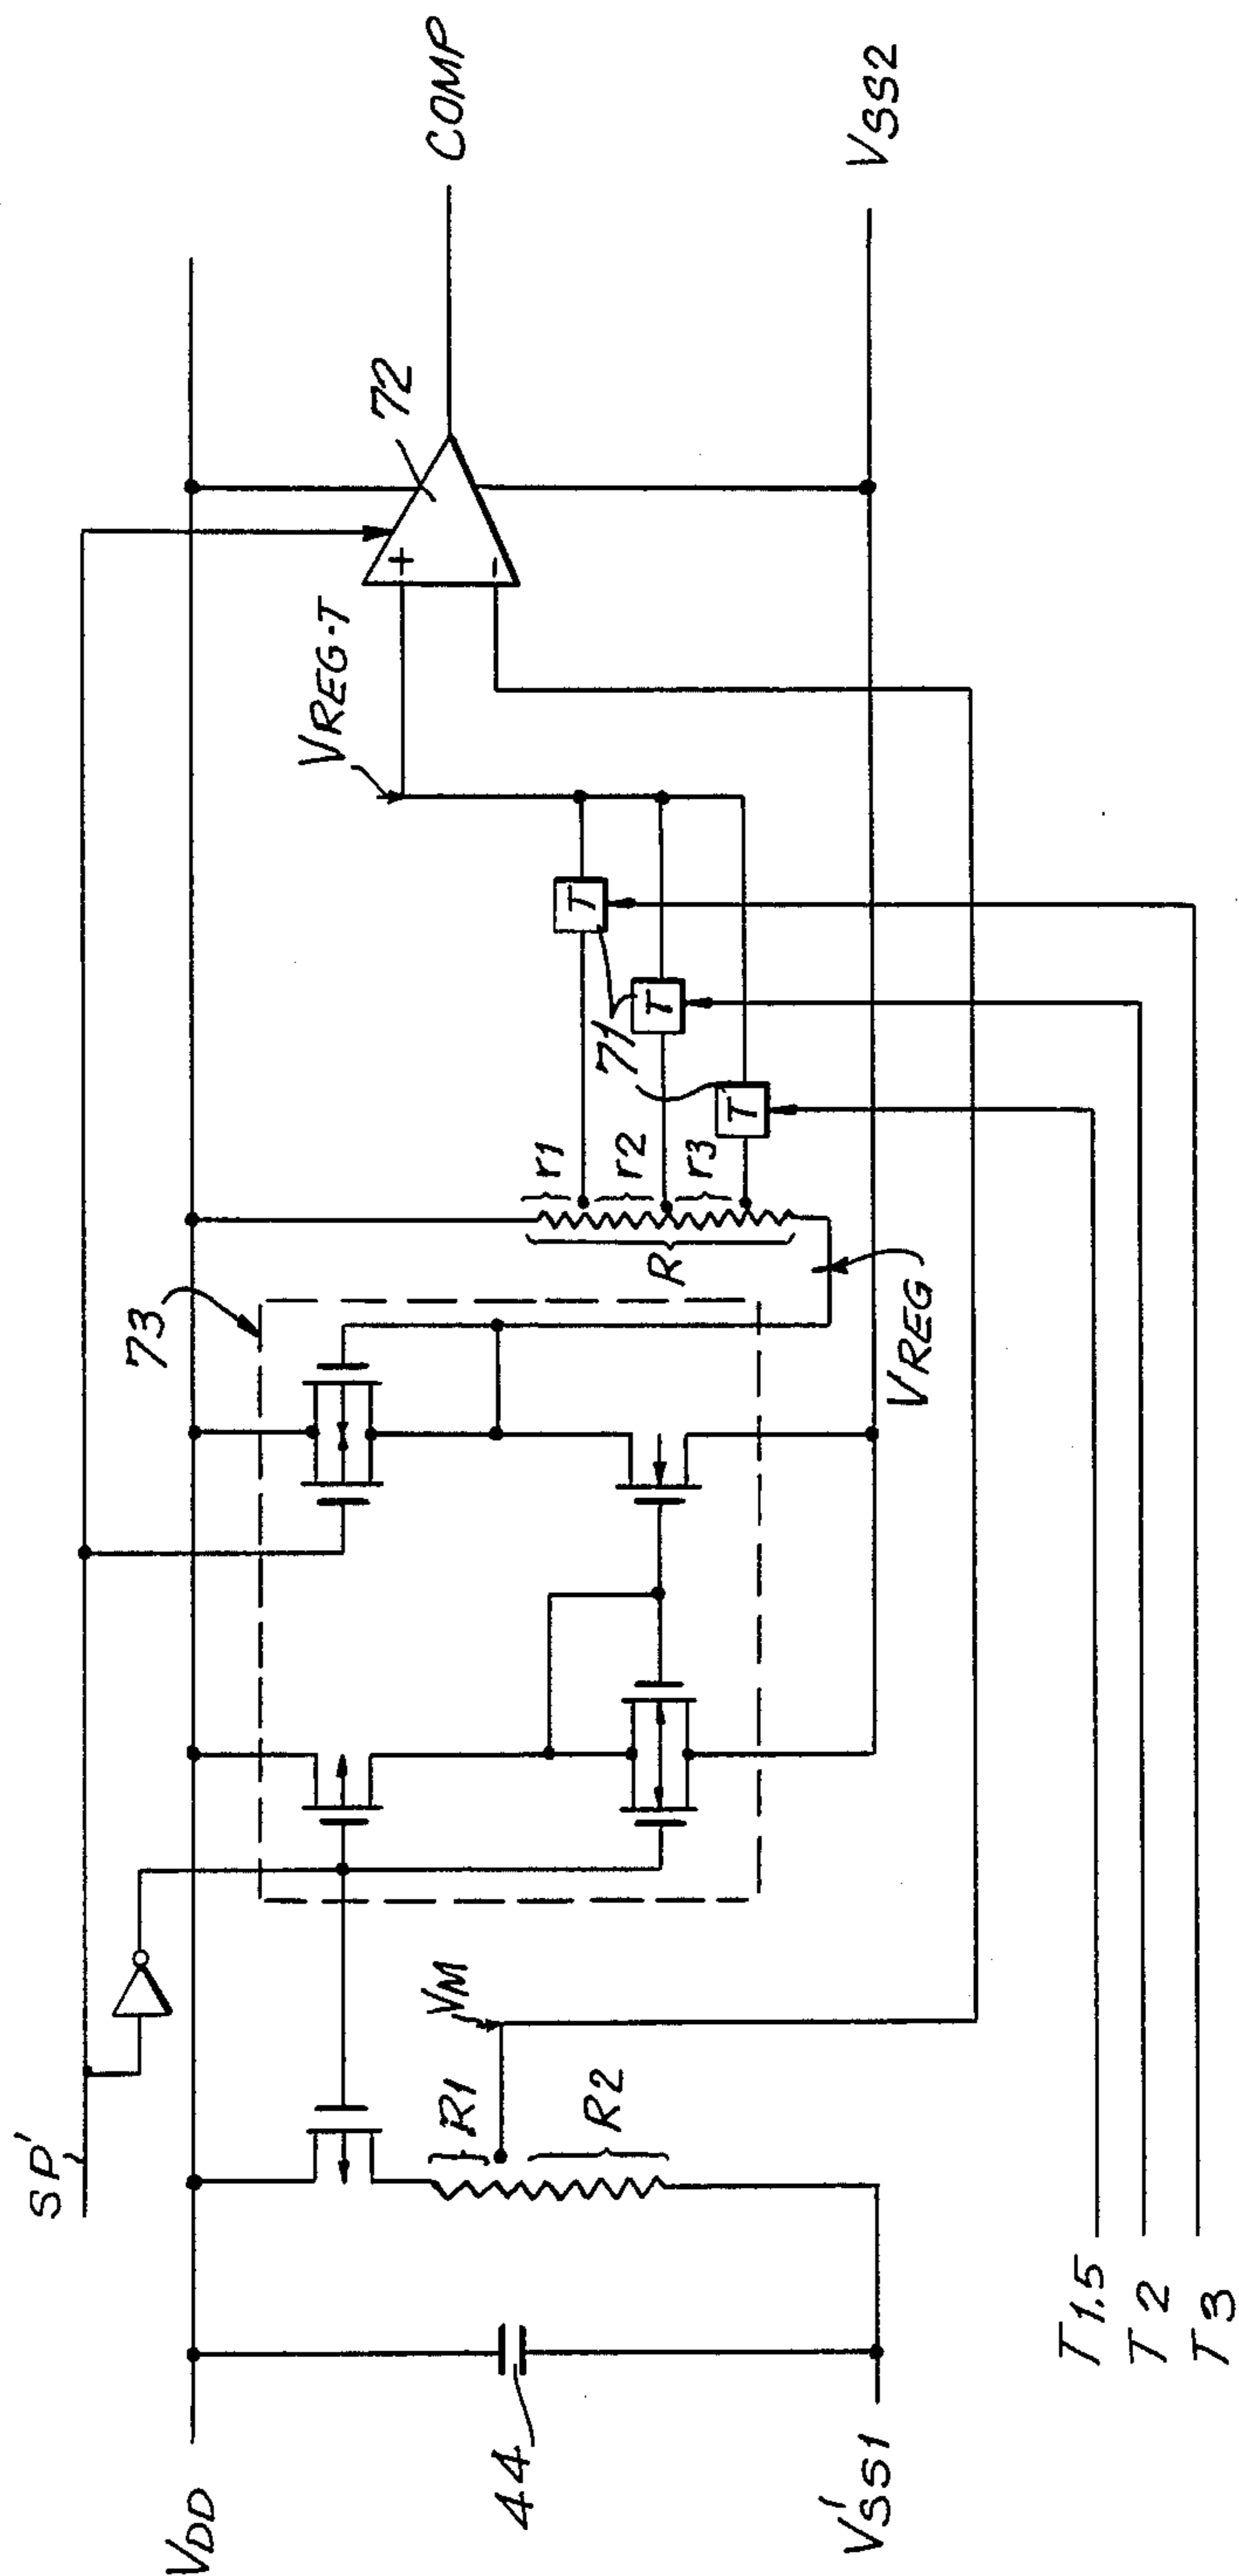 SP'
VDD
44
V'SS1
R1
R2
VM
73
VREG
R
r1
r2
r3
71
T
T
T
VREG·T
+
-
72
COMP
VSS2
T1.5
T2
T3